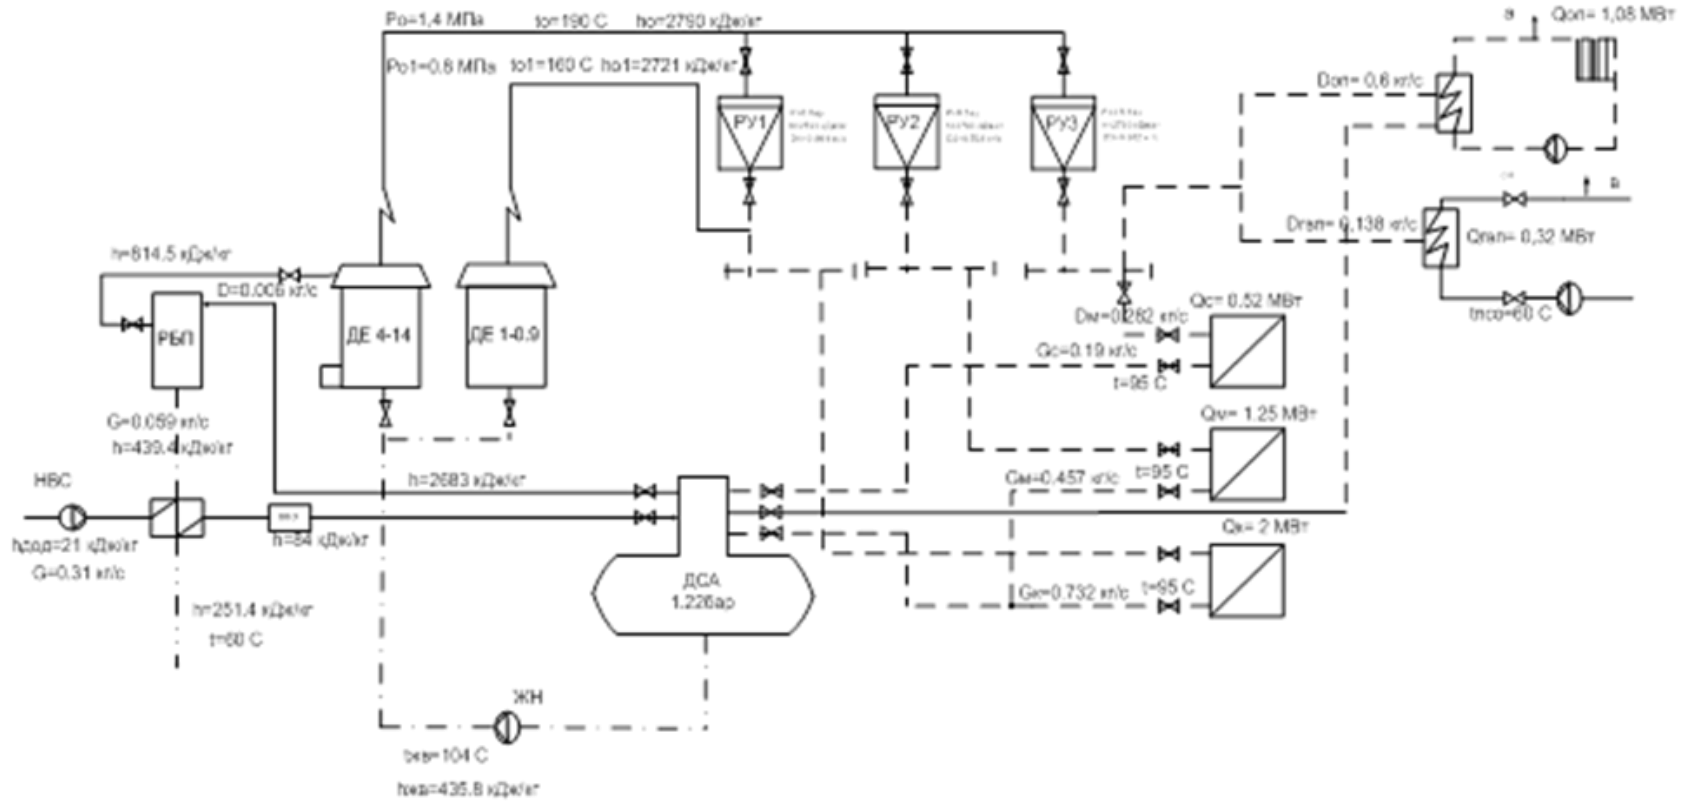 Po=1,4 МПа to=190 С ho=2790 кДж/кг
Po1=0.8 МПа to1=160 С ho1=2721 кДж/кг
РУ1
РУ2
РУ3
Qоп= 1,08 МВт
Dоп= 0,6 кг/с
Dгвп= 0,138 кг/с
Qгвп= 0,32 МВт
tпсо=60 С
h=814.5 кДж/кг
D=0.006 кг/с
РБП
ДЕ 4-14
ДЕ 1-0.9
G=0.059 кг/с
h=439.4 кДж/кг
Qс= 0.52 МВт
Dм=0.282 кг/с
Gс=0.19 кг/с
t=95 С
Qм= 1.25 МВт
t=95 С
Gм=0.457 кг/с
НВС
h=2683 кДж/кг
hдод=21 кДж/кг
G=0.31 кг/с
h=84 кДж/кг
Qк= 2 МВт
t=95 С
Gк=0.732 кг/с
ДСА
1.22бар
h=251.4 кДж/кг
t=60 С
ЖН
tжв=104 С
hжв=435.8 кДж/кг